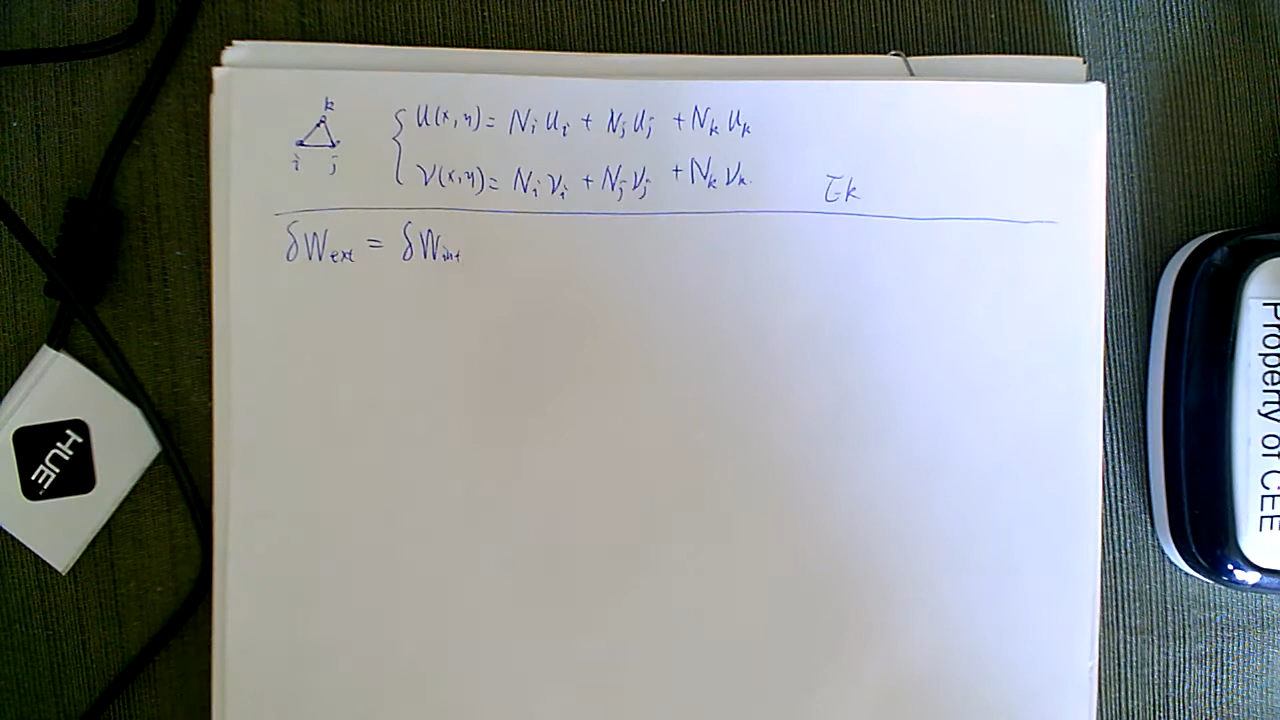 k
i j
u(x,y) = N_i u_i + N_j u_j + N_k u_k
v(x,y) = N_i v_i + N_j v_j + N_k v_k
δW_ext = δW_int
HUE
Property of CEE